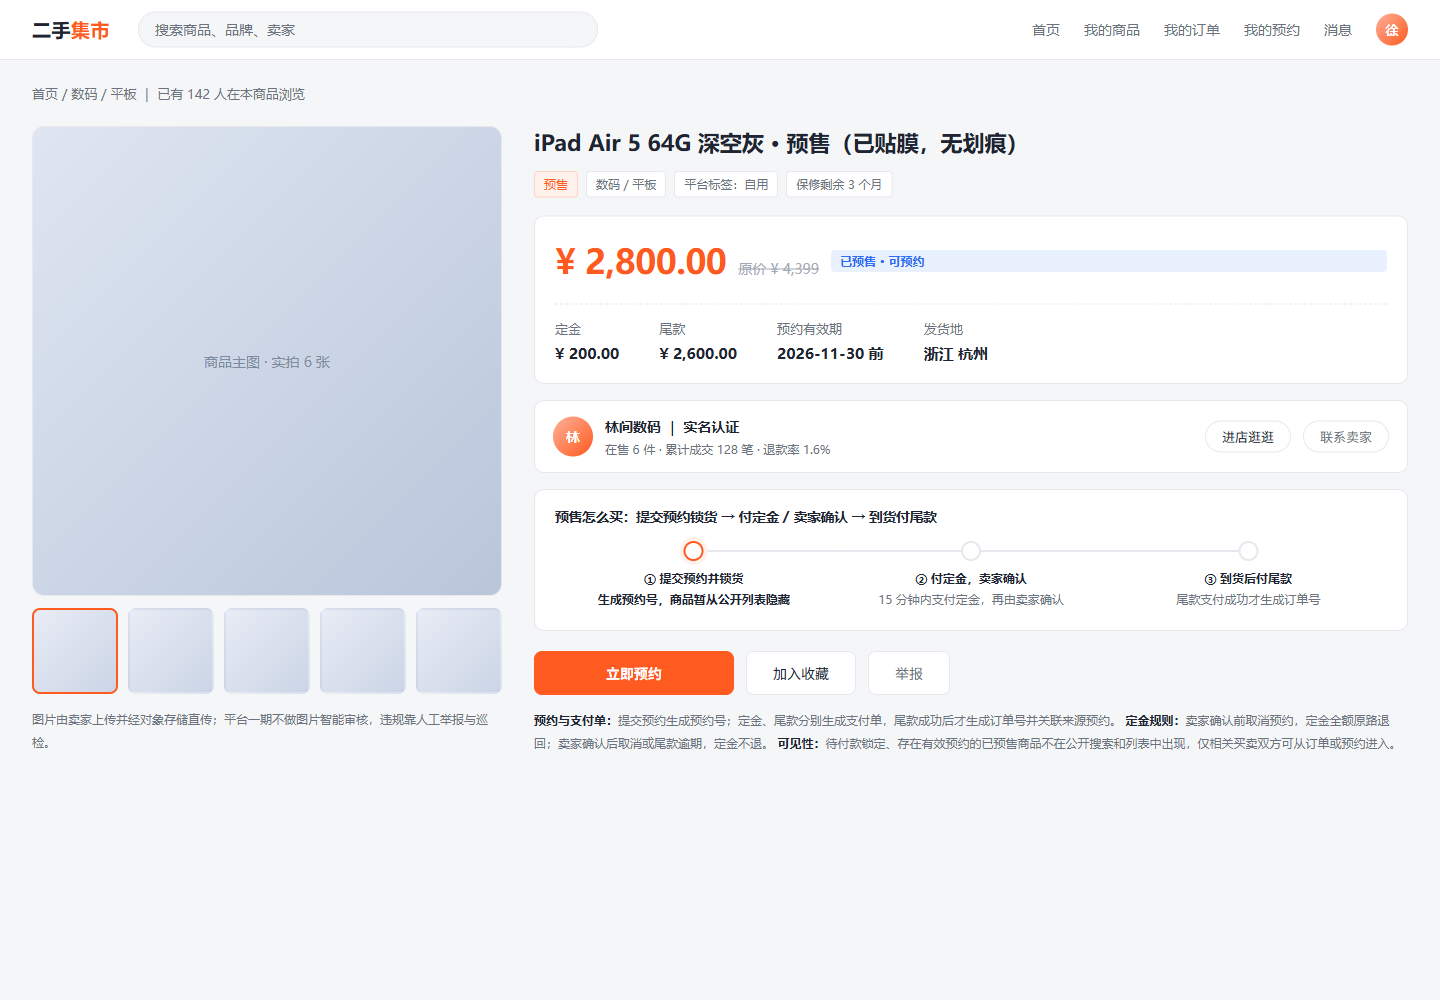 二手集市
搜索商品、品牌、卖家
首页 我的商品 我的订单 我的预约 消息 徐
首页 / 数码 / 平板 | 已有 142 人在本商品浏览
商品主图 · 实拍 6 张
图片由卖家上传并经对象存储直传；平台一期不做图片智能审核，违规靠人工举报与巡
检。
iPad Air 5 64G 深空灰 • 预售（已贴膜，无划痕）
预售 数码 / 平板 平台标签：自用 保修剩余 3 个月
¥ 2,800.00 原价 ¥ 4,399 已预售 • 可预约
定金 尾款 预约有效期 发货地
¥ 200.00 ¥ 2,600.00 2026-11-30 前 浙江 杭州
林
林间数码 | 实名认证
在售 6 件 · 累计成交 128 笔 · 退款率 1.6%
进店逛逛 联系卖家
预售怎么买：提交预约锁货 → 付定金 / 卖家确认 → 到货付尾款
① 提交预约并锁货
生成预约号，商品暂从公开列表隐藏
② 付定金，卖家确认
15 分钟内支付定金，再由卖家确认
③ 到货后付尾款
尾款支付成功才生成订单号
立即预约 加入收藏 举报
预约与支付单：提交预约生成预约号；定金、尾款分别生成支付单，尾款成功后才生成订单号并关联来源预约。 定金规则：卖家确认前取消预约，定金全额原路退
回；卖家确认后取消或尾款逾期，定金不退。 可见性：待付款锁定、存在有效预约的已预售商品不在公开搜索和列表中出现，仅相关买卖双方可从订单或预约进入。